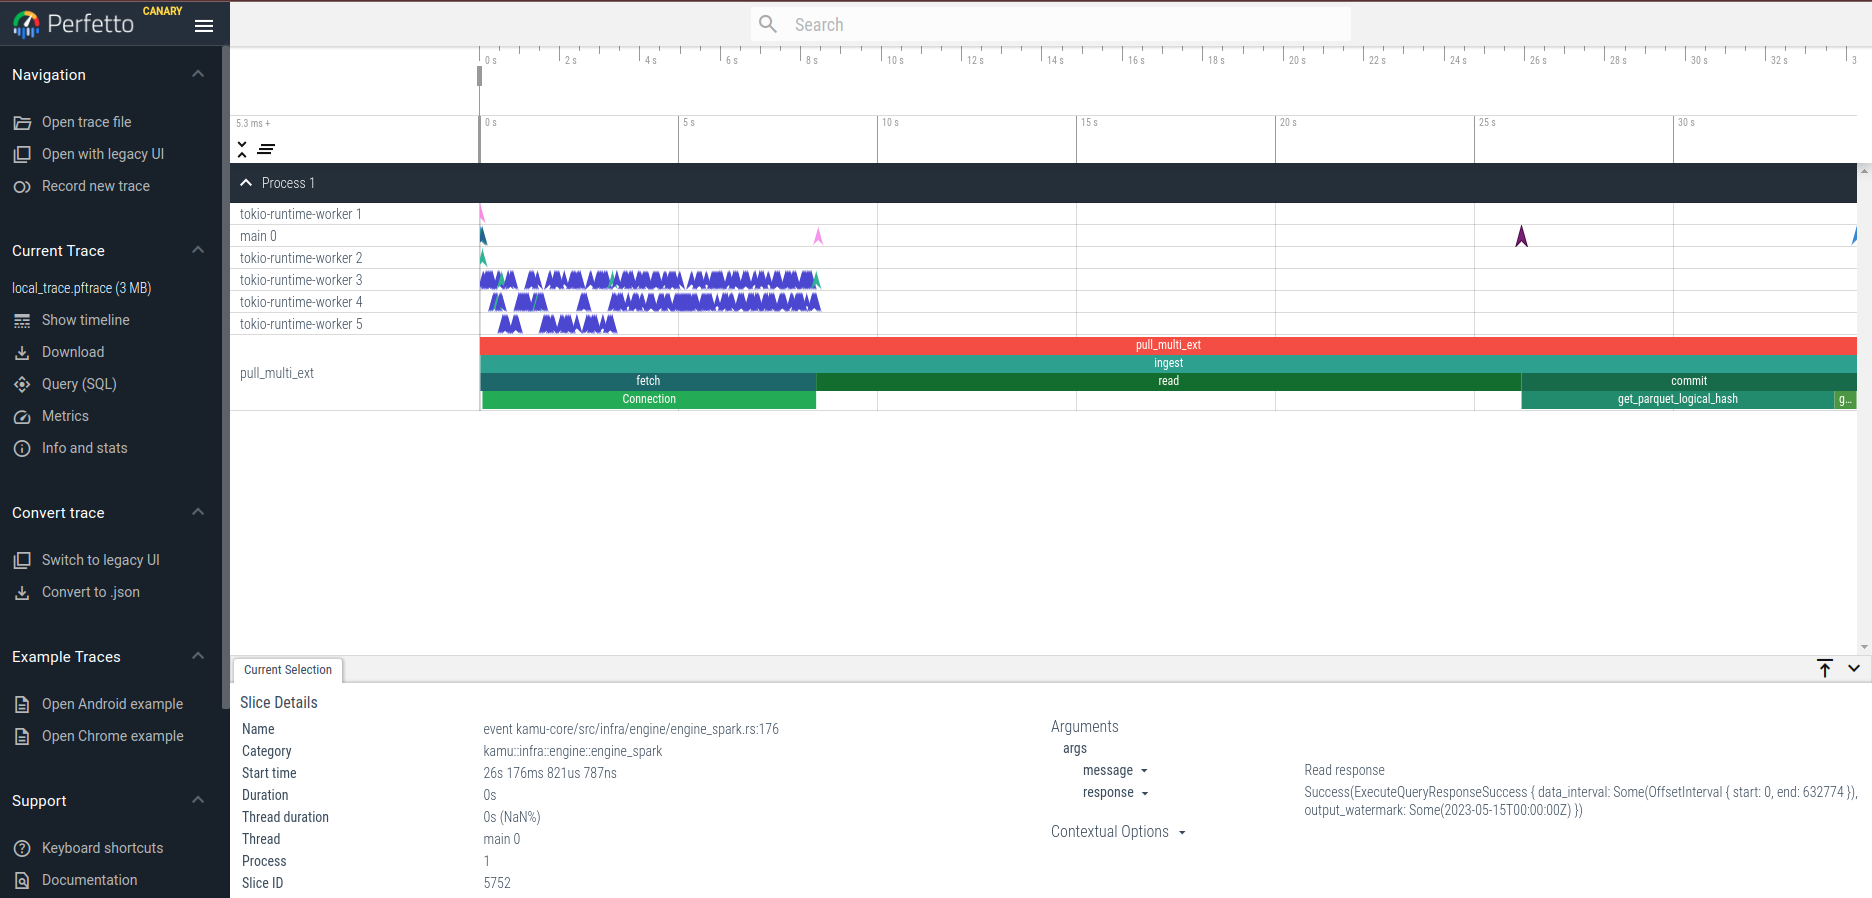 Perfetto
CANARY
Search
Navigation
Open trace file
Open with legacy UI
Record new trace
Current Trace
local_trace.pftrace (3 MB)
Show timeline
Download
Query (SQL)
Metrics
Info and stats
Convert trace
Switch to legacy UI
Convert to .json
Example Traces
Open Android example
Open Chrome example
Support
Keyboard shortcuts
Documentation
0 s 2 s 4 s 6 s 8 s 10 s 12 s 14 s 16 s 18 s 20 s 22 s 24 s 26 s 28 s 30 s 32 s 3
5.3 ms +
0 s 5 s 10 s 15 s 20 s 25 s 30 s
Process 1
tokio-runtime-worker 1
main 0
tokio-runtime-worker 2
tokio-runtime-worker 3
tokio-runtime-worker 4
tokio-runtime-worker 5
pull_multi_ext
pull_multi_ext
ingest
fetch read commit
Connection get_parquet_logical_hash g...
Current Selection
Slice Details
Name event kamu-core/src/infra/engine/engine_spark.rs:176
Category kamu::infra::engine::engine_spark
Start time 26s 176ms 821us 787ns
Duration 0s
Thread duration 0s (NaN%)
Thread main 0
Process 1
Slice ID 5752
Arguments
args
message Read response
response Success(ExecuteQueryResponseSuccess { data_interval: Some(OffsetInterval { start: 0, end: 632774 }),
output_watermark: Some(2023-05-15T00:00:00Z) })
Contextual Options